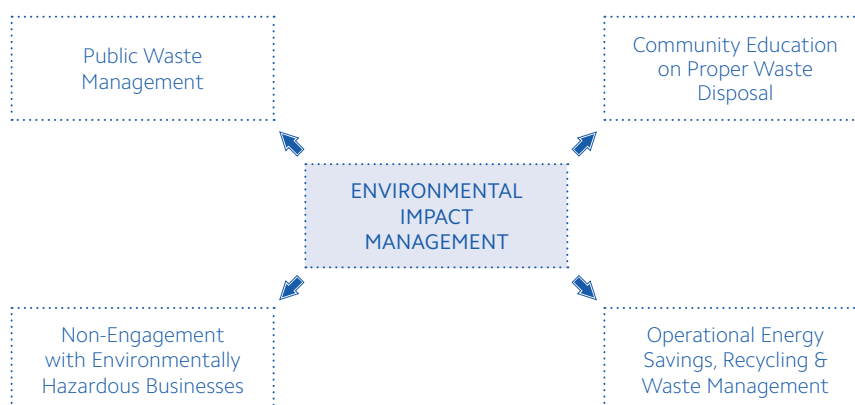 Public Waste
Management
Community Education
on Proper Waste
Disposal
ENVIRONMENTAL
IMPACT
MANAGEMENT
Non-Engagement
with Environmentally
Hazardous Businesses
Operational Energy
Savings, Recycling &
Waste Management